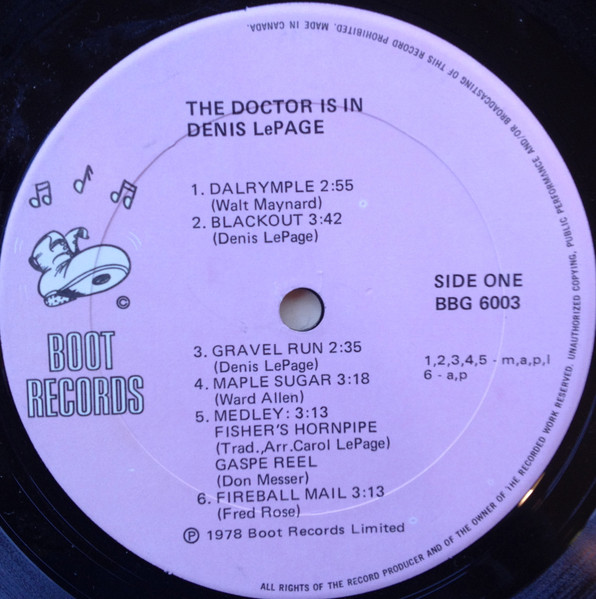 THE DOCTOR IS IN
DENIS LePAGE
1. DALRYMPLE 2:55
(Walt Maynard)
2. BLACKOUT 3:42
(Denis LePage)
©
BOOT
RECORDS
SIDE ONE
BBG 6003
3. GRAVEL RUN 2:35
(Denis LePage)
4. MAPLE SUGAR 3:18
(Ward Allen)
5. MEDLEY: 3:13
FISHER'S HORNPIPE
(Trad.,Arr.Carol LePage)
GASPE REEL
(Don Messer)
6. FIREBALL MAIL 3:13
(Fred Rose)
1,2,3,4,5 - m,a,p,l
6 - a,p
℗ 1978 Boot Records Limited
ALL RIGHTS OF THE RECORD PRODUCER AND OF THE OWNER OF THE RECORDED WORK RESERVED. UNAUTHORIZED COPYING, PUBLIC PERFORMANCE AND/OR BROADCASTING OF THIS RECORD PROHIBITED. MADE IN CANADA.